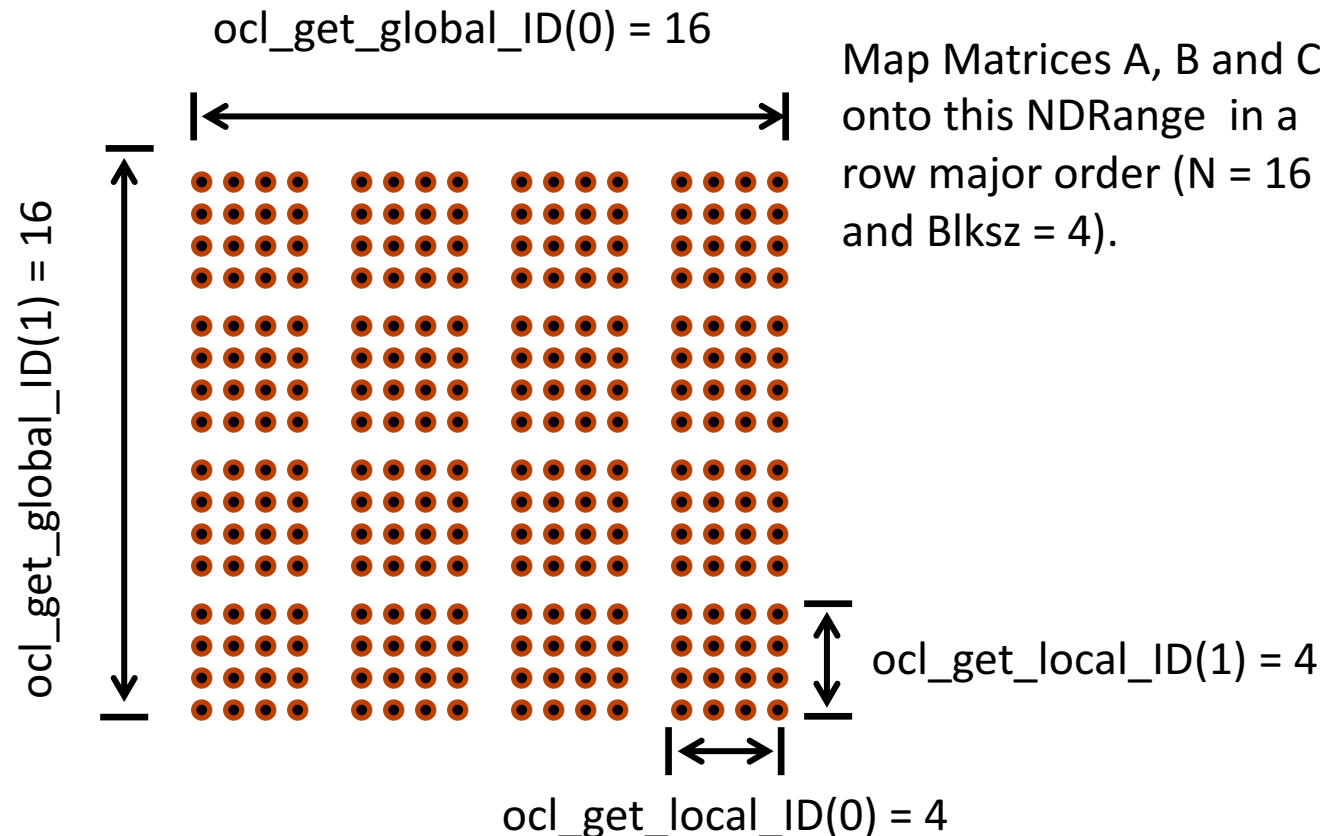 ocl_get_global_ID(0) = 16
Map Matrices A, B and C
onto this NDRange in a
row major order (N = 16
and Blksz = 4).
ocl_get_global_ID(1) = 16
ocl_get_local_ID(1) = 4
ocl_get_local_ID(0) = 4